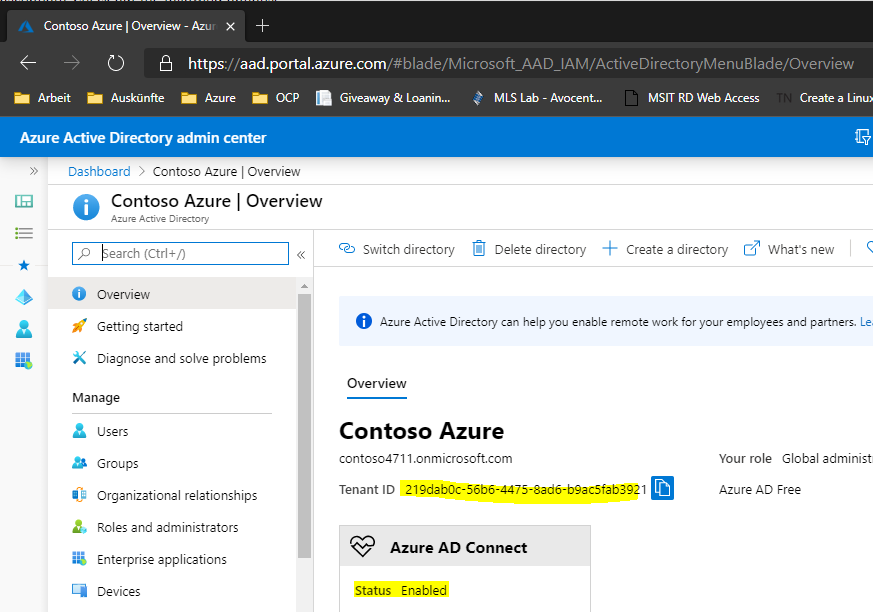 Contoso Azure | Overview - Azur
https://aad.portal.azure.com/#blade/Microsoft_AAD_IAM/ActiveDirectoryMenuBlade/Overview
Arbeit Auskünfte Azure OCP Giveaway & Loanin... MLS Lab - Avocent... MSIT RD Web Access TN Create a Linux
Azure Active Directory admin center
Dashboard > Contoso Azure | Overview
Contoso Azure | Overview
Azure Active Directory
Search (Ctrl+/)
«
Switch directory Delete directory Create a directory What's new
Overview
Getting started
Diagnose and solve problems
Manage
Users
Groups
Organizational relationships
Roles and administrators
Enterprise applications
Devices
Azure Active Directory can help you enable remote work for your employees and partners. Lea
Overview
Contoso Azure
contoso4711.onmicrosoft.com
Your role Global administr
Tenant ID 219dab0c-56b6-4475-8ad6-b9ac5fab3921
Azure AD Free
Azure AD Connect
Status Enabled